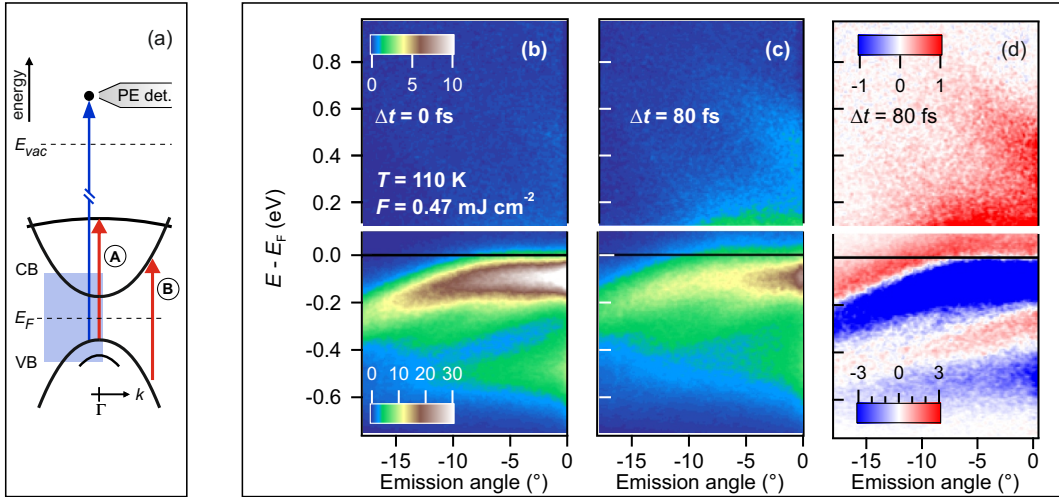 (a)
energy
PE det.
E_vac
A
B
CB
E_F
VB
Γ
k
(b)
0 5 10
Δt = 0 fs
T = 110 K
F = 0.47 mJ cm⁻²
E - E_F (eV)
0.8
0.6
0.4
0.2
0.0
-0.2
-0.4
-0.6
0 10 20 30
-15 -10 -5 0
Emission angle (°)
(c)
Δt = 80 fs
-15 -10 -5 0
Emission angle (°)
(d)
-1 0 1
Δt = 80 fs
-3 0 3
-15 -10 -5 0
Emission angle (°)